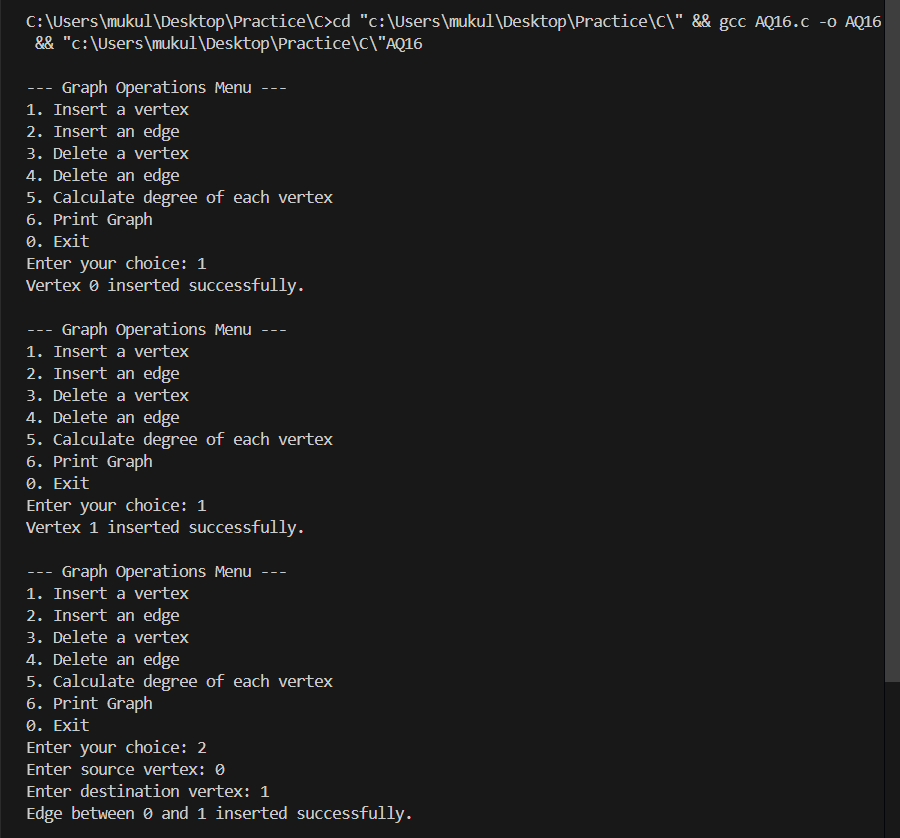 C:\Users\mukul\Desktop\Practice\C>cd "c:\Users\mukul\Desktop\Practice\C\" && gcc AQ16.c -o AQ16
 && "c:\Users\mukul\Desktop\Practice\C\"AQ16

--- Graph Operations Menu ---
1. Insert a vertex
2. Insert an edge
3. Delete a vertex
4. Delete an edge
5. Calculate degree of each vertex
6. Print Graph
0. Exit
Enter your choice: 1
Vertex 0 inserted successfully.

--- Graph Operations Menu ---
1. Insert a vertex
2. Insert an edge
3. Delete a vertex
4. Delete an edge
5. Calculate degree of each vertex
6. Print Graph
0. Exit
Enter your choice: 1
Vertex 1 inserted successfully.

--- Graph Operations Menu ---
1. Insert a vertex
2. Insert an edge
3. Delete a vertex
4. Delete an edge
5. Calculate degree of each vertex
6. Print Graph
0. Exit
Enter your choice: 2
Enter source vertex: 0
Enter destination vertex: 1
Edge between 0 and 1 inserted successfully.